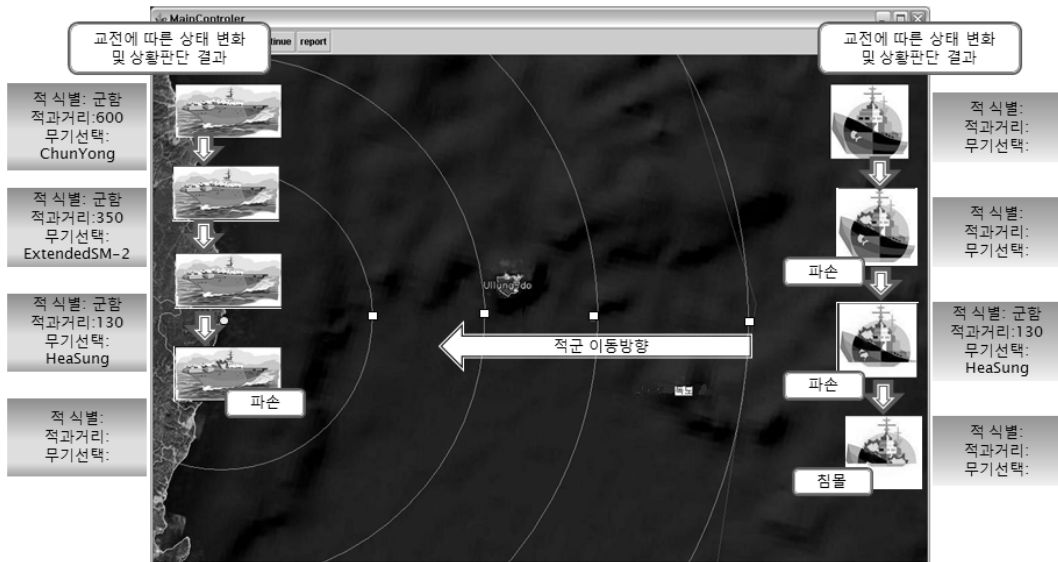 MainControler
교전에 따른 상태 변화
및 상황판단 결과
tinue report
교전에 따른 상태 변화
및 상황판단 결과
적 식별: 군함
적과거리:600
무기선택:
ChunYong
적 식별: 군함
적과거리:350
무기선택:
ExtendedSM-2
적 식별: 군함
적과거리:130
무기선택:
HeaSung
적 식별:
적과거리:
무기선택:
파손
Ullung-do
적군 이동방향
독도
파손
파손
침몰
적 식별:
적과거리:
무기선택:
적 식별:
적과거리:
무기선택:
적 식별: 군함
적과거리:130
무기선택:
HeaSung
적 식별:
적과거리:
무기선택: